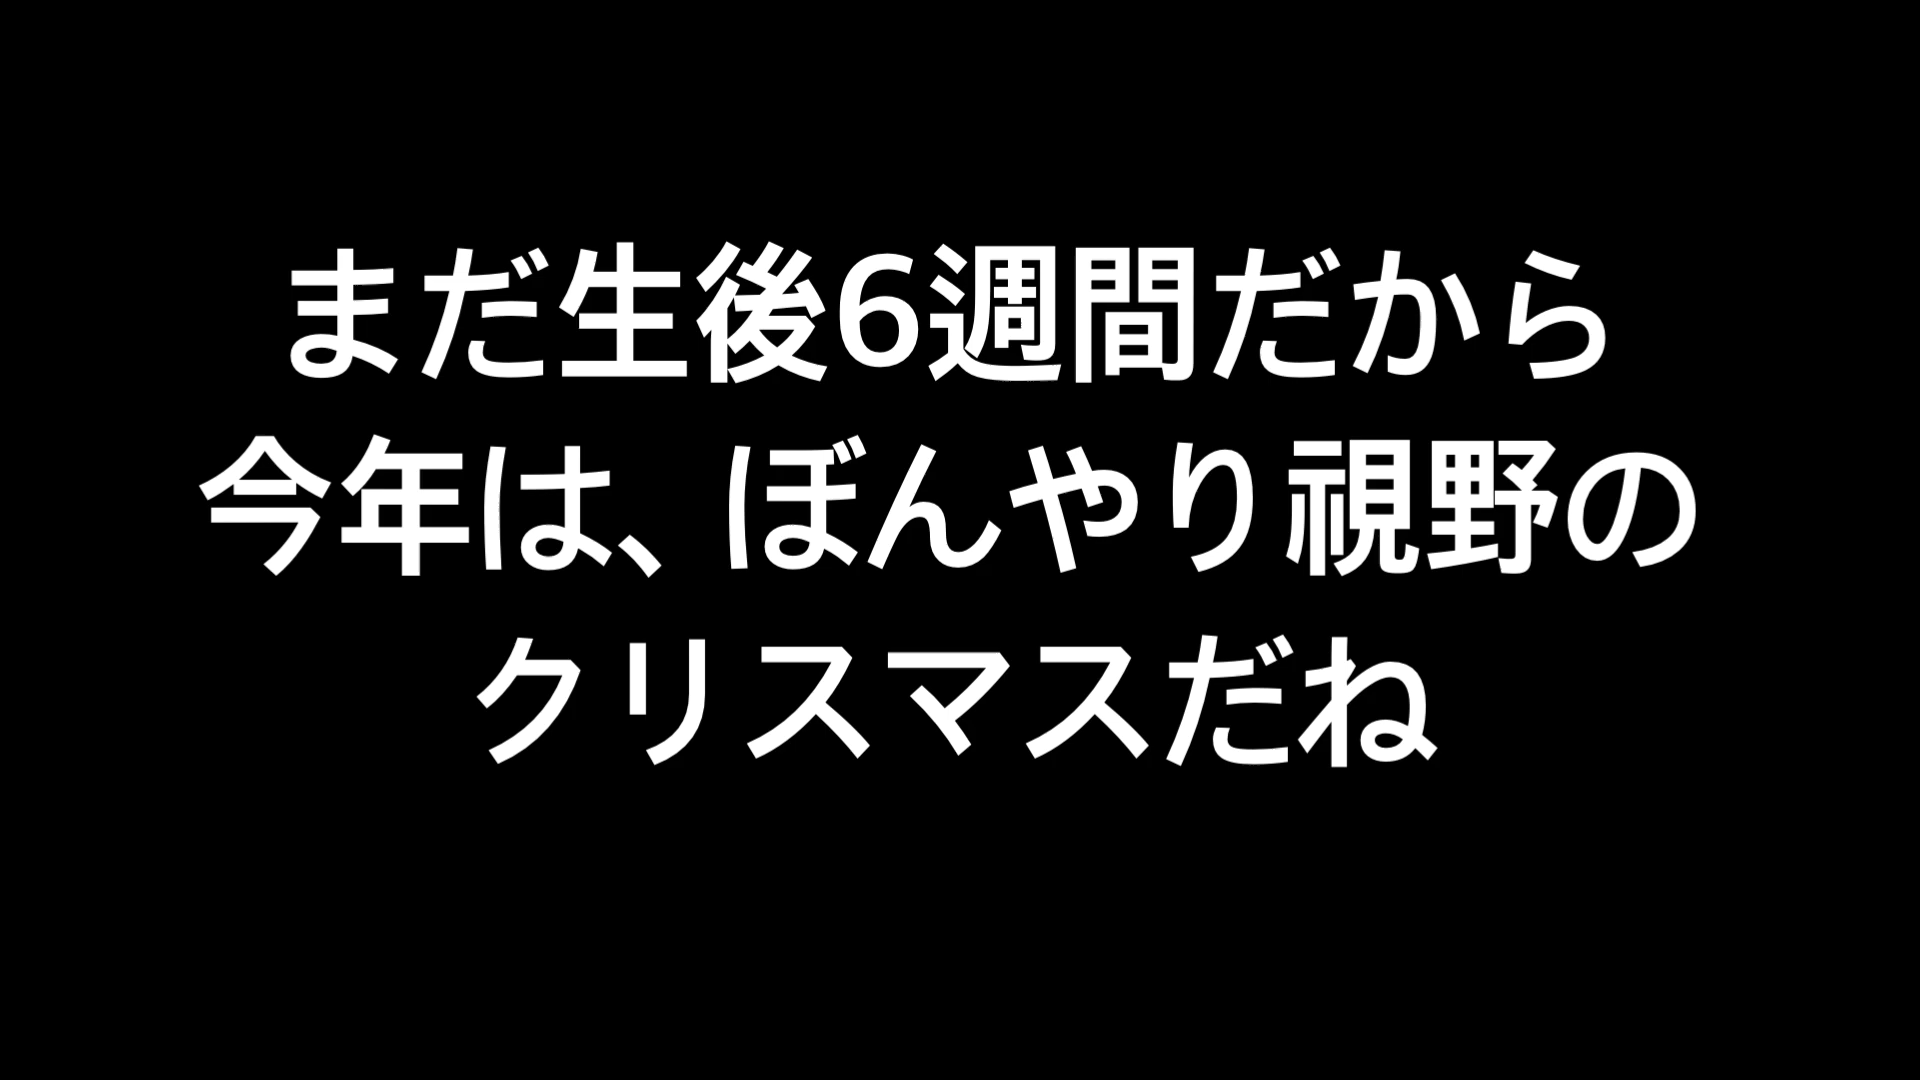 まだ生後6週間だから
今年は、ぼんやり視野の
クリスマスだね